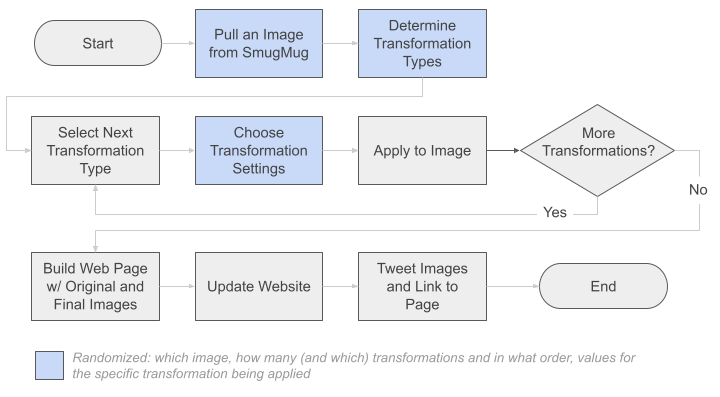 Start
Pull an Image
from SmugMug
Determine
Transformation
Types
Select Next
Transformation
Type
Choose
Transformation
Settings
Apply to Image
More
Transformations?
No
Yes
Build Web Page
w/ Original and
Final Images
Update Website
Tweet Images
and Link to
Page
End
Randomized: which image, how many (and which) transformations and in what order, values for
the specific transformation being applied